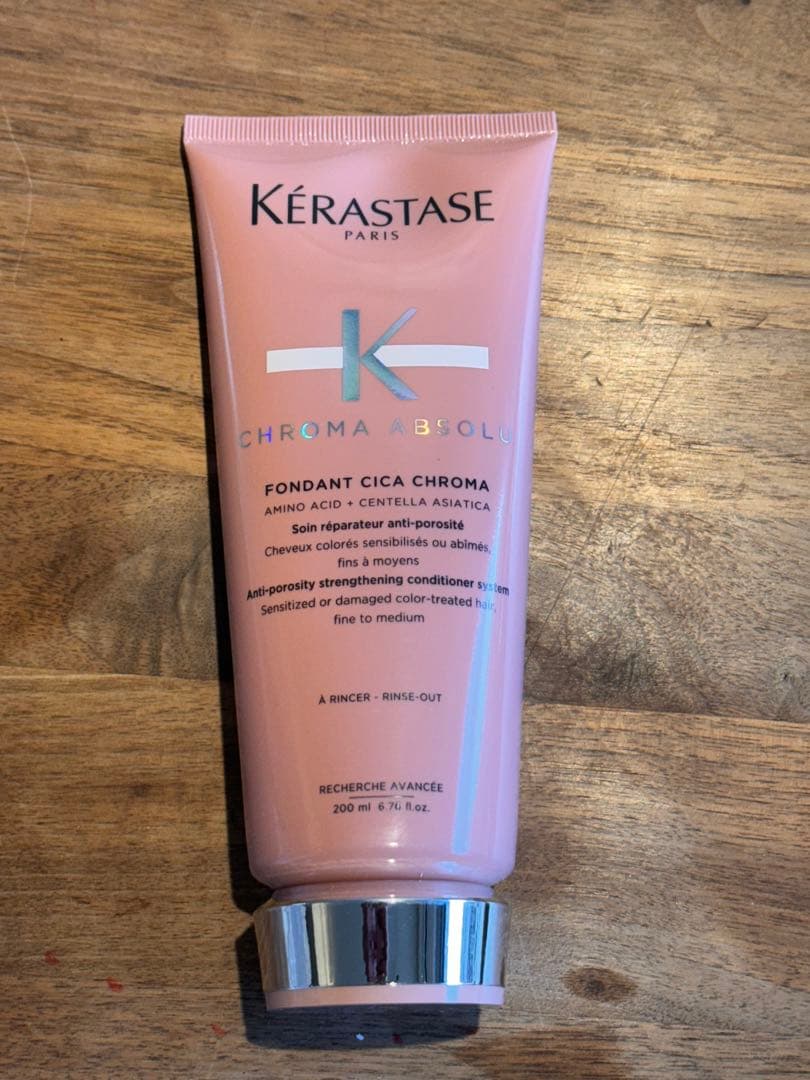 KÉRASTASE
PARIS
K
CHROMA ABSOLU
FONDANT CICA CHROMA
AMINO ACID + CENTELLA ASIATICA
Soin réparateur anti-porosité
Cheveux colorés sensibilisés ou abîmés,
fins à moyens
Anti-porosity strengthening conditioner system
Sensitized or damaged color-treated hair,
fine to medium
À RINCER - RINSE-OUT
RECHERCHE AVANCÉE
200 ml 6.76 fl.oz.